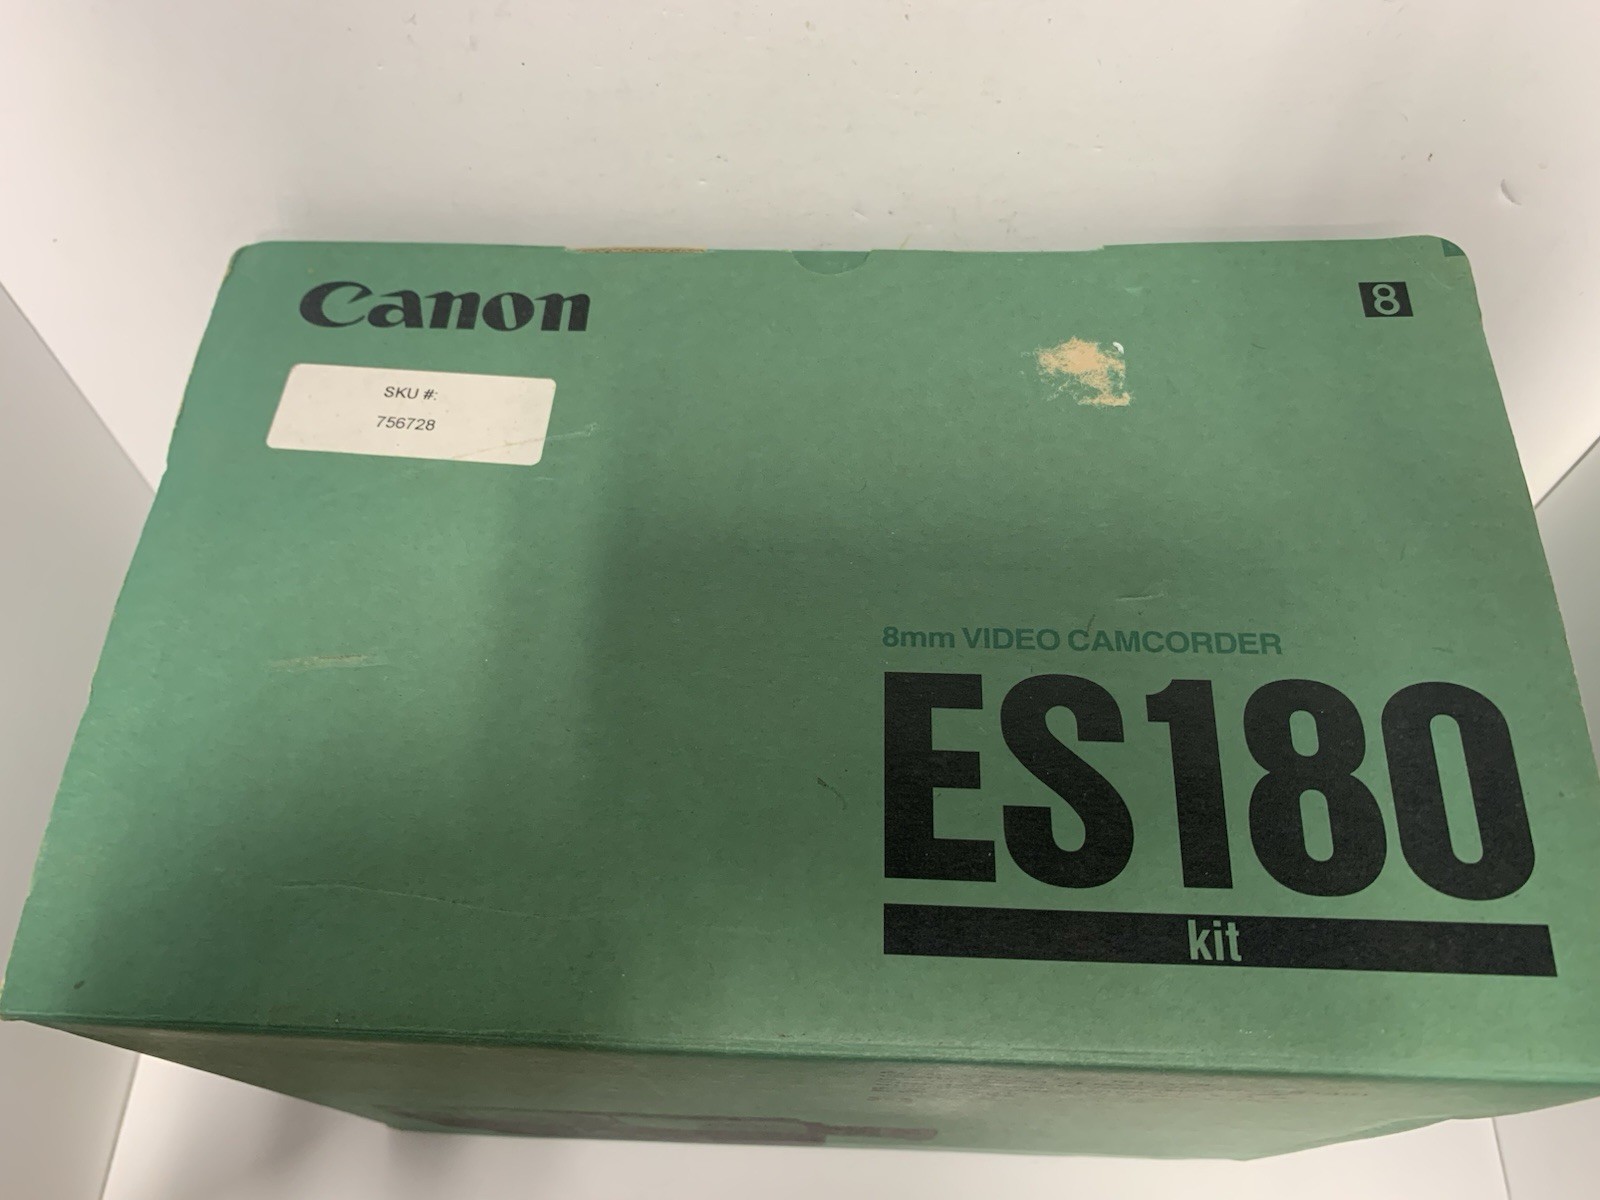 Canon
8
SKU #:
756728
8mm VIDEO CAMCORDER
ES180
kit